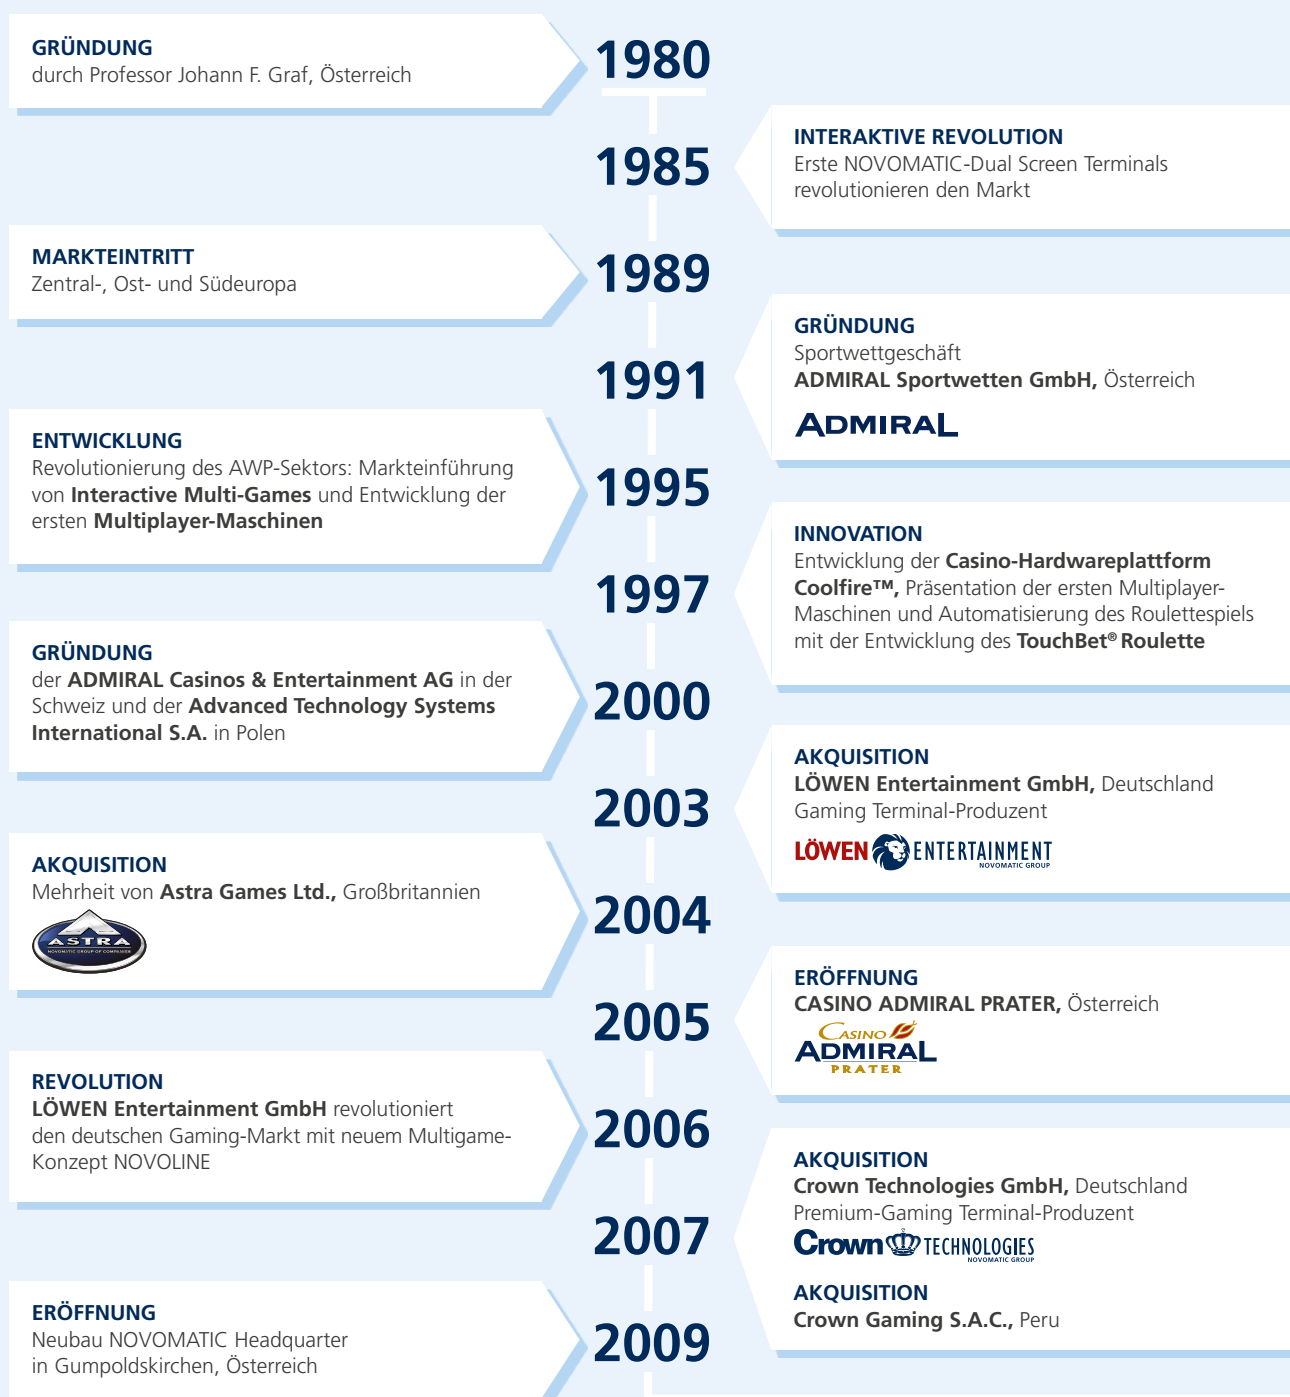 GRÜNDUNG
durch Professor Johann F. Graf, Österreich
1980
1985
INTERAKTIVE REVOLUTION
Erste NOVOMATIC-Dual Screen Terminals
revolutionieren den Markt
MARKTEINTRITT
Zentral-, Ost- und Südeuropa
1989
1991
GRÜNDUNG
Sportwettgeschäft
ADMIRAL Sportwetten GmbH, Österreich
ADMIRAL
ENTWICKLUNG
Revolutionierung des AWP-Sektors: Markteinführung
von Interactive Multi-Games und Entwicklung der
ersten Multiplayer-Maschinen
1995
1997
INNOVATION
Entwicklung der Casino-Hardwareplattform
Coolfire™, Präsentation der ersten Multiplayer-
Maschinen und Automatisierung des Roulettespiels
mit der Entwicklung des TouchBet® Roulette
GRÜNDUNG
der ADMIRAL Casinos & Entertainment AG in der
Schweiz und der Advanced Technology Systems
International S.A. in Polen
2000
2003
AKQUISITION
LÖWEN Entertainment GmbH, Deutschland
Gaming Terminal-Produzent
LÖWEN ENTERTAINMENT
NOVOMATIC GROUP
AKQUISITION
Mehrheit von Astra Games Ltd., Großbritannien
ASTRA
NOVOMATIC GROUP OF COMPANIES
2004
2005
ERÖFFNUNG
CASINO ADMIRAL PRATER, Österreich
CASINO
ADMIRAL
PRATER
REVOLUTION
LÖWEN Entertainment GmbH revolutioniert
den deutschen Gaming-Markt mit neuem Multigame-
Konzept NOVOLINE
2006
2007
AKQUISITION
Crown Technologies GmbH, Deutschland
Premium-Gaming Terminal-Produzent
Crown TECHNOLOGIES
NOVOMATIC GROUP
AKQUISITION
Crown Gaming S.A.C., Peru
ERÖFFNUNG
Neubau NOVOMATIC Headquarter
in Gumpoldskirchen, Österreich
2009